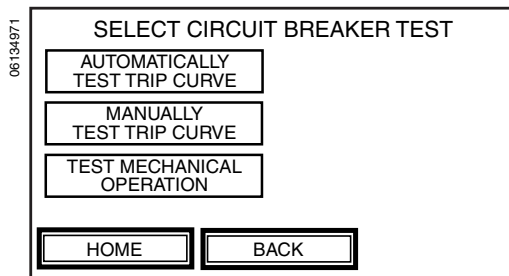 06134971
SELECT CIRCUIT BREAKER TEST
AUTOMATICALLY
TEST TRIP CURVE
MANUALLY
TEST TRIP CURVE
TEST MECHANICAL
OPERATION
HOME
BACK